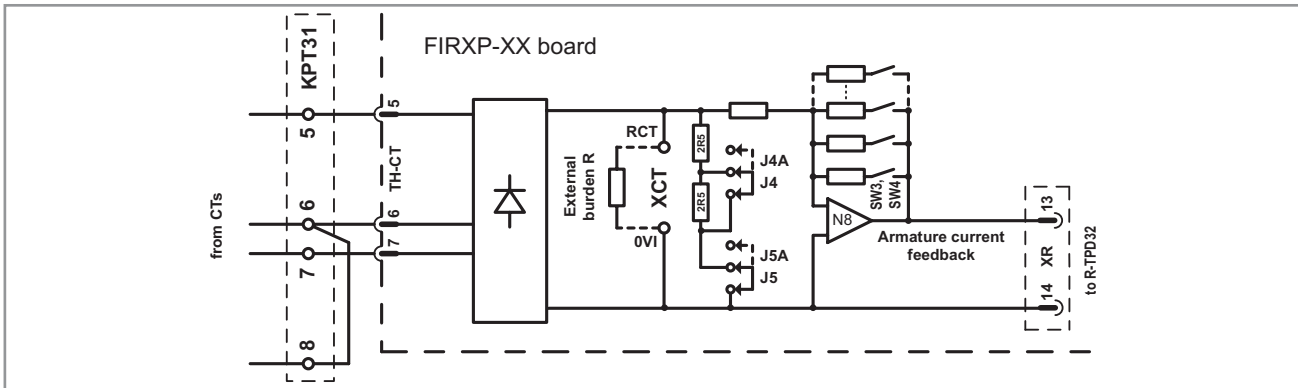 FIRXP-XX board
KPT31
5
6
7
8
from CTs
TH-CT
5
6
7
External
burden R
RCT
XCT
0VI
2R5
2R5
J4A
J4
J5A
J5
SW3,
SW4
N8
Armature current
feedback
13
XR
14
to R-TPD32